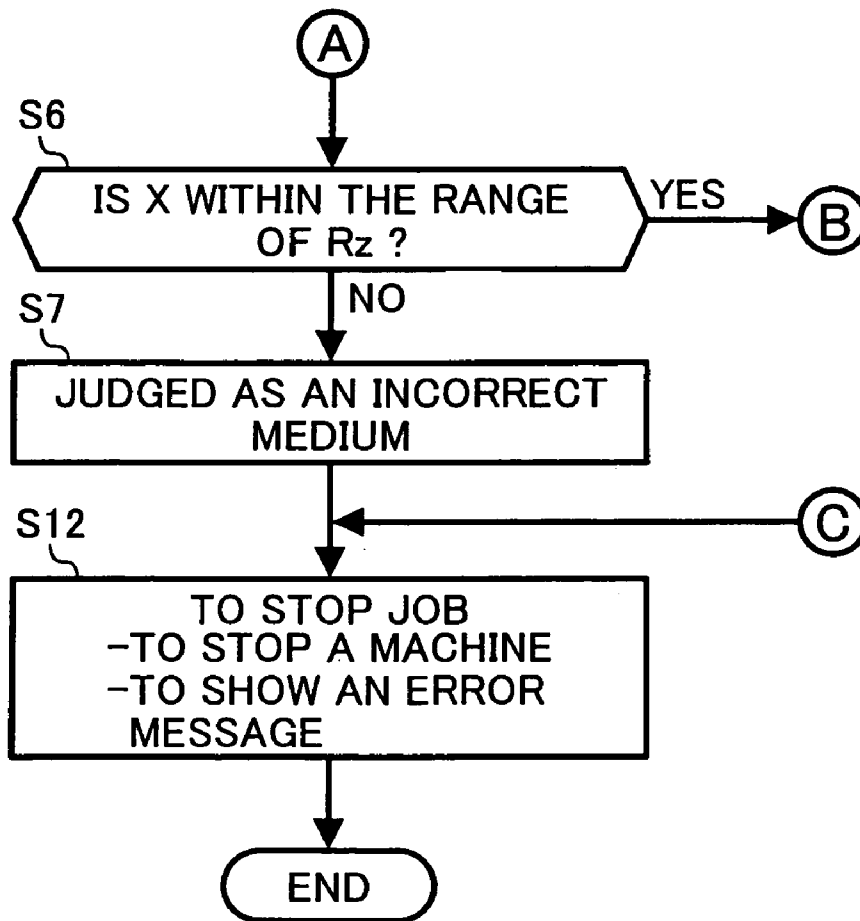 A
S6
IS X WITHIN THE RANGE
OF Rz ?
YES
B
NO
S7
JUDGED AS AN INCORRECT
MEDIUM
C
S12
TO STOP JOB
-TO STOP A MACHINE
-TO SHOW AN ERROR
MESSAGE
END